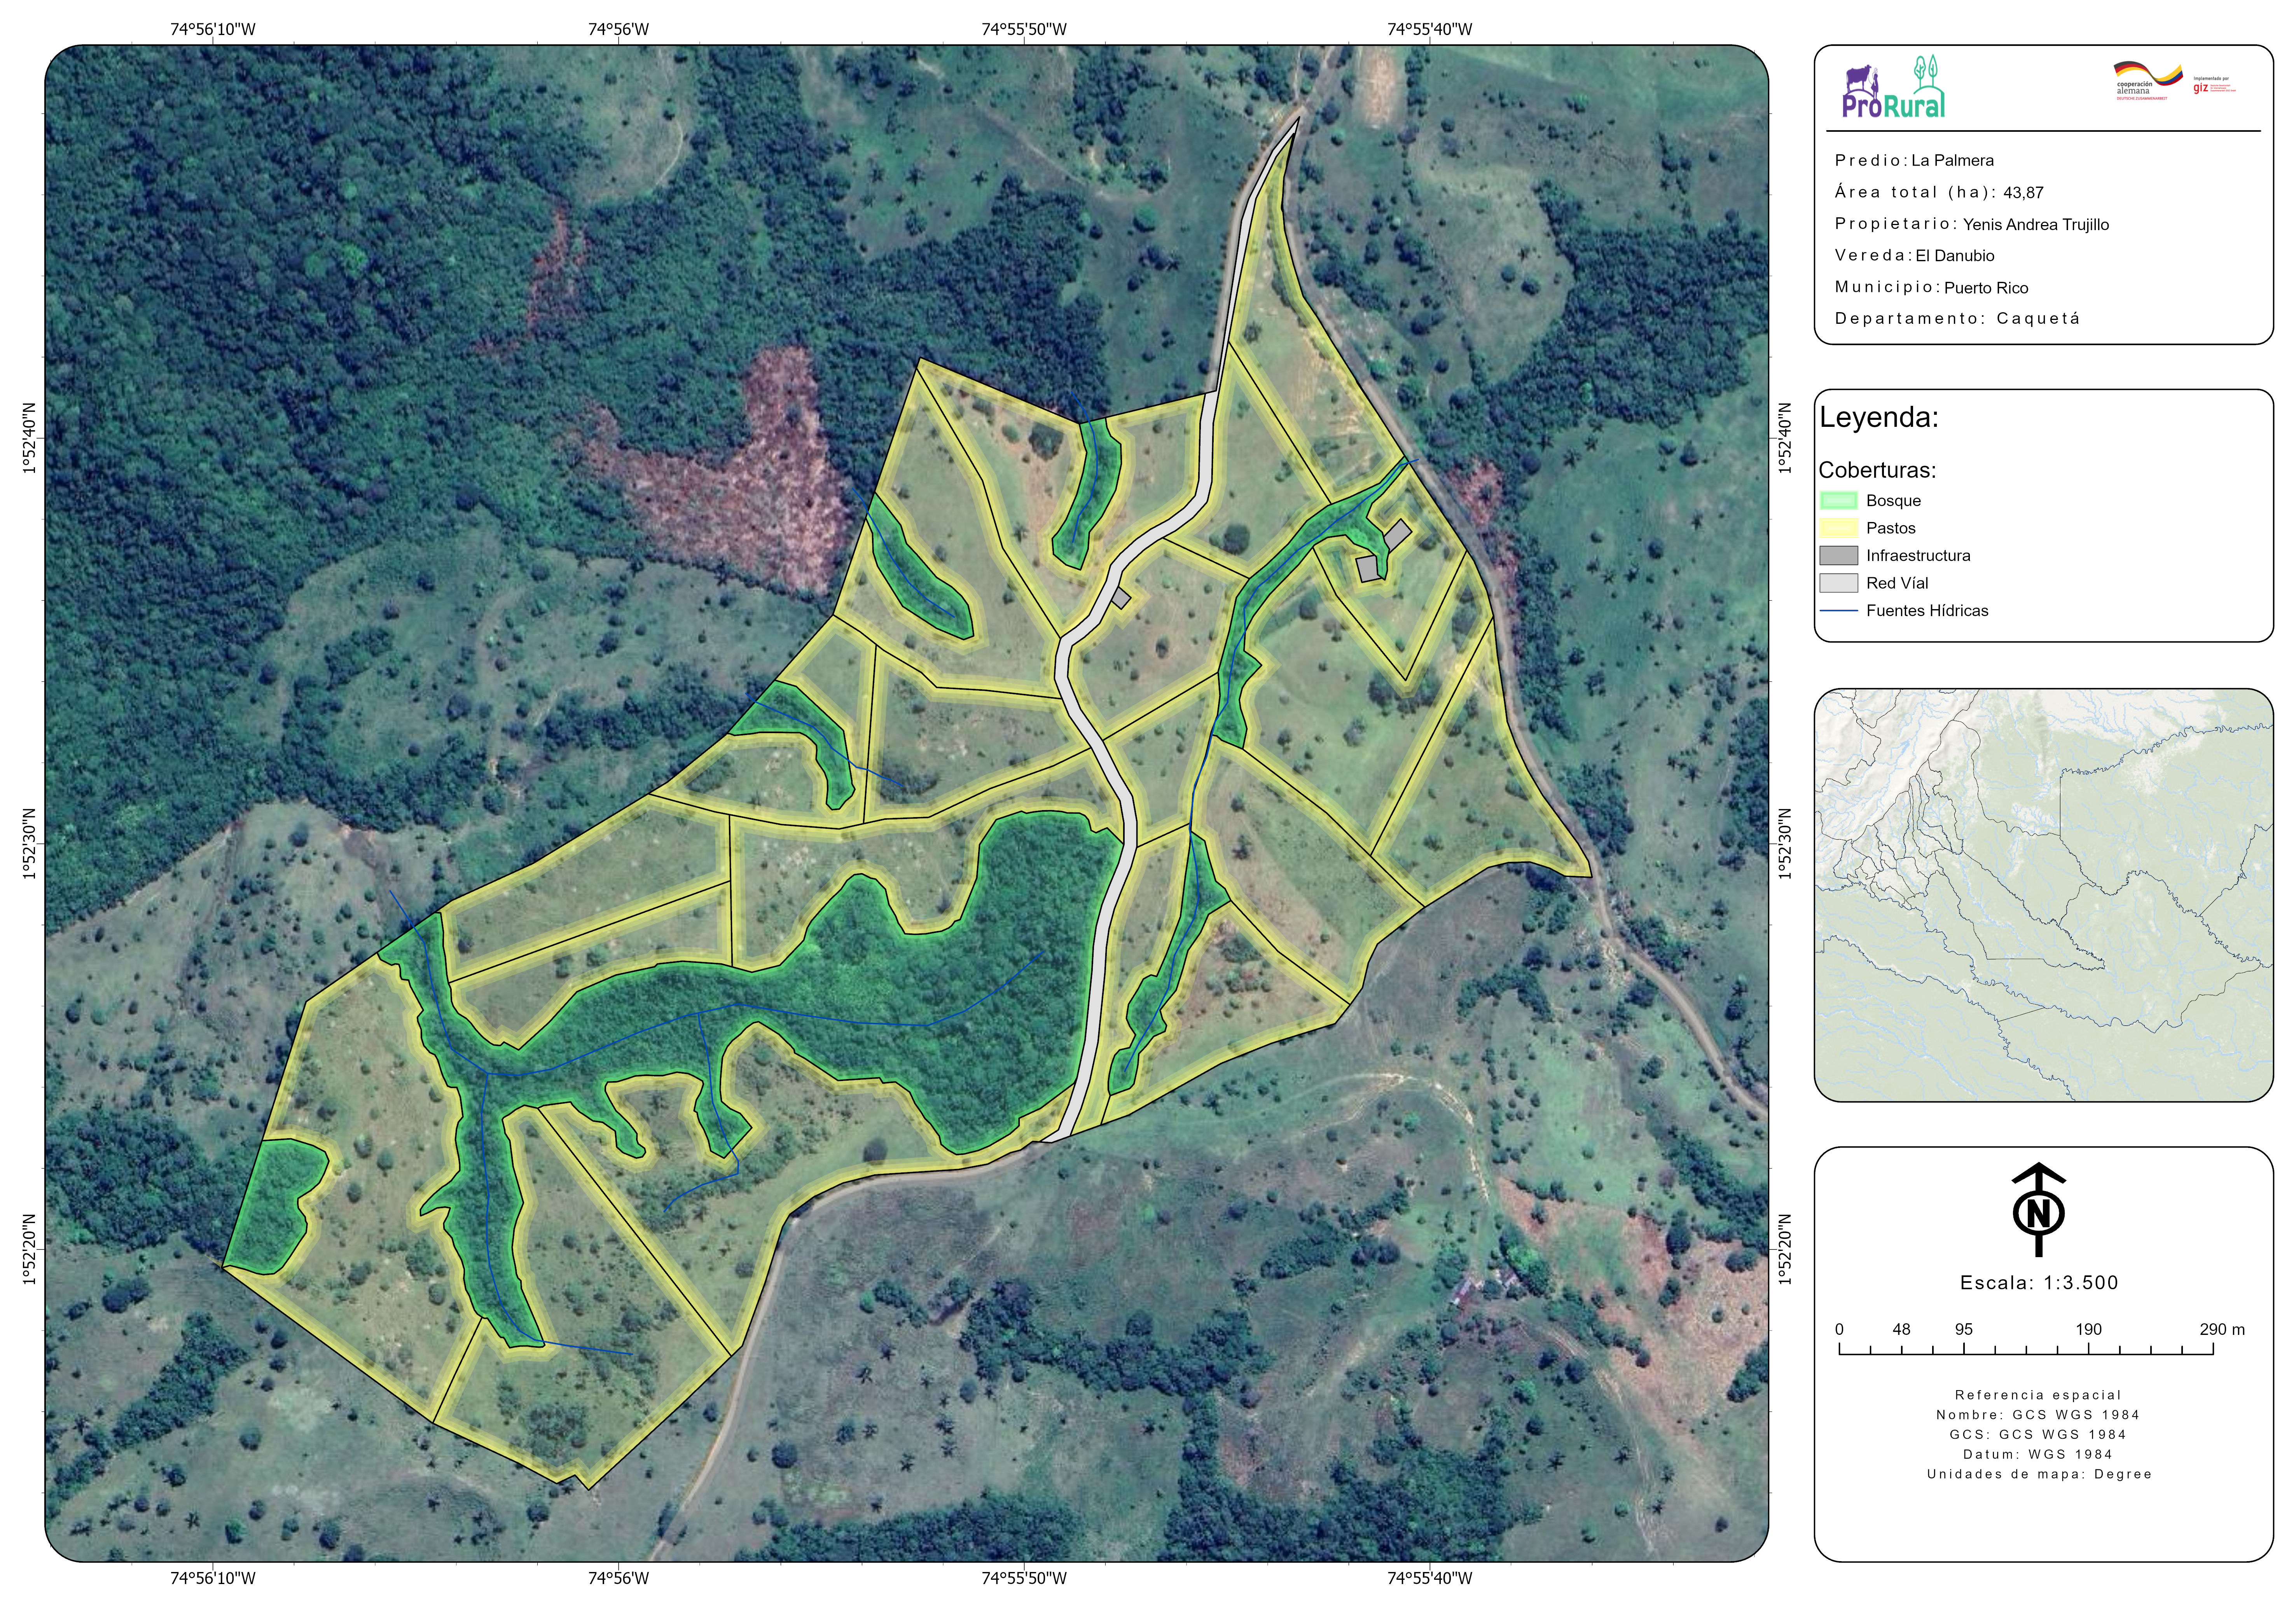 74°56'10"W
74°56'W
74°55'50"W
74°55'40"W
1°52'40"N
1°52'30"N
1°52'20"N
1°52'40"N
1°52'30"N
1°52'20"N
74°56'10"W
74°56'W
74°55'50"W
74°55'40"W
ProRural
cooperación
alemana
DEUTSCHE ZUSAMMENARBEIT
Implementada por
giz
Predio: La Palmera
Área total (ha): 43,87
Propietario: Yenis Andrea Trujillo
Vereda: El Danubio
Municipio: Puerto Rico
Departamento: Caquetá
Leyenda:
Coberturas:
Bosque
Pastos
Infraestructura
Red Víal
Fuentes Hídricas
N
Escala: 1:3.500
0 48 95 190 290 m
Referencia espacial
Nombre: GCS WGS 1984
GCS: GCS WGS 1984
Datum: WGS 1984
Unidades de mapa: Degree